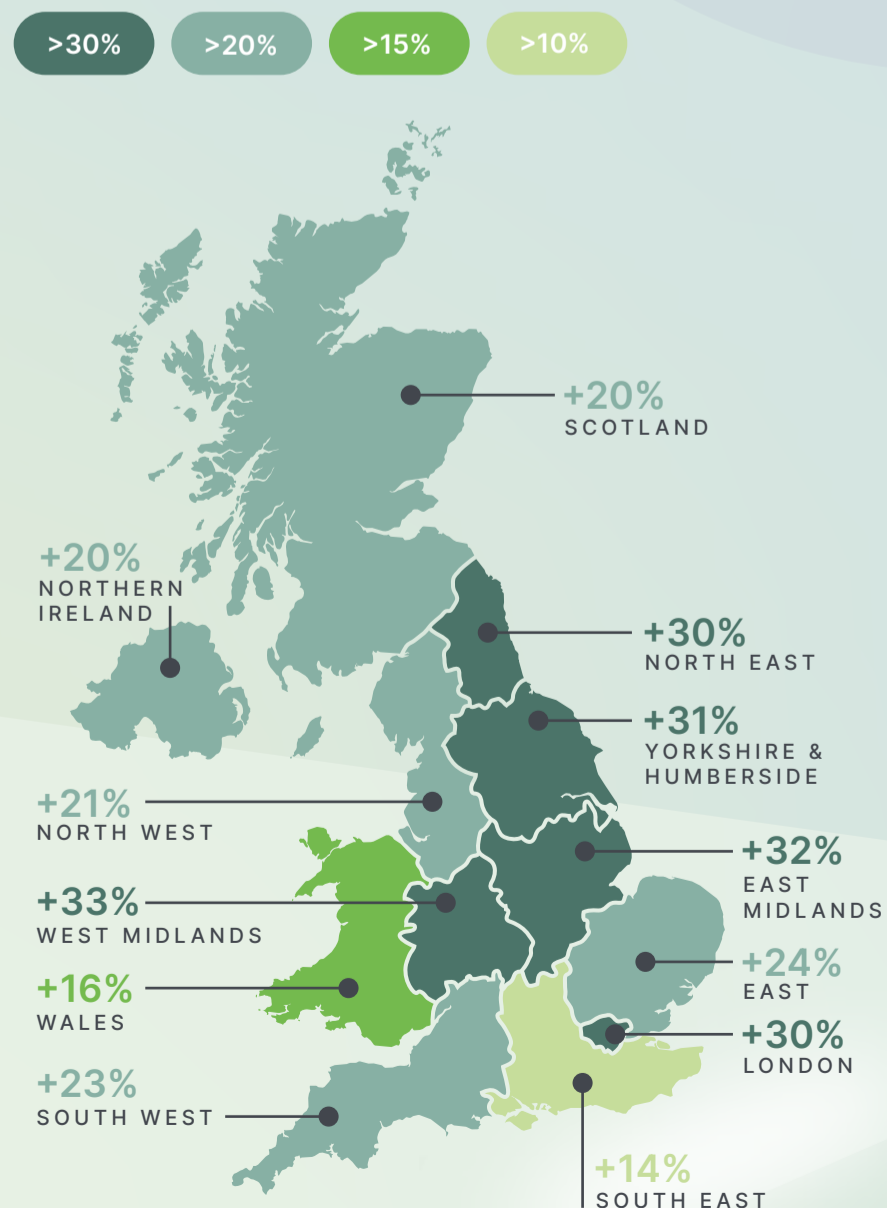 >30%
>20%
>15%
>10%
+20%
SCOTLAND
+20%
NORTHERN
IRELAND
+30%
NORTH EAST
+31%
YORKSHIRE &
HUMBERSIDE
+21%
NORTH WEST
+32%
EAST
MIDLANDS
+33%
WEST MIDLANDS
+24%
EAST
+16%
WALES
+30%
LONDON
+23%
SOUTH WEST
+14%
SOUTH EAST